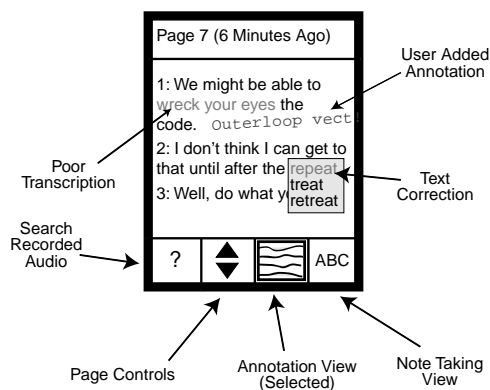 Page 7 (6 Minutes Ago)
1: We might be able to
wreck your eyes the
code. Outerloop vect!
2: I don't think I can get to
that until after the repeat
treat
retreat
3: Well, do what y
?
ABC
User Added
Annotation
Poor
Transcription
Text
Correction
Search
Recorded
Audio
Page Controls
Annotation View
(Selected)
Note Taking
View